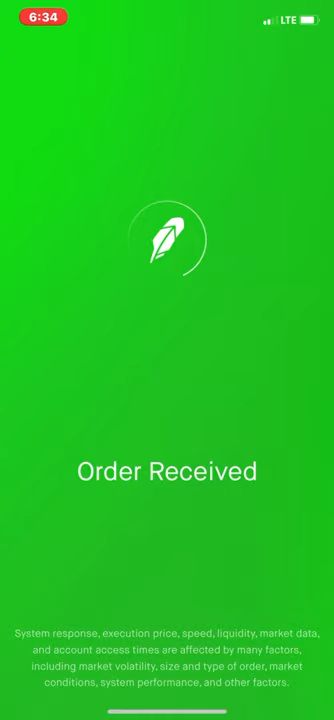 6:34
LTE
Order Received
System response, execution price, speed, liquidity, market data,
and account access times are affected by many factors,
including market volatility, size and type of order, market
conditions, system performance, and other factors.